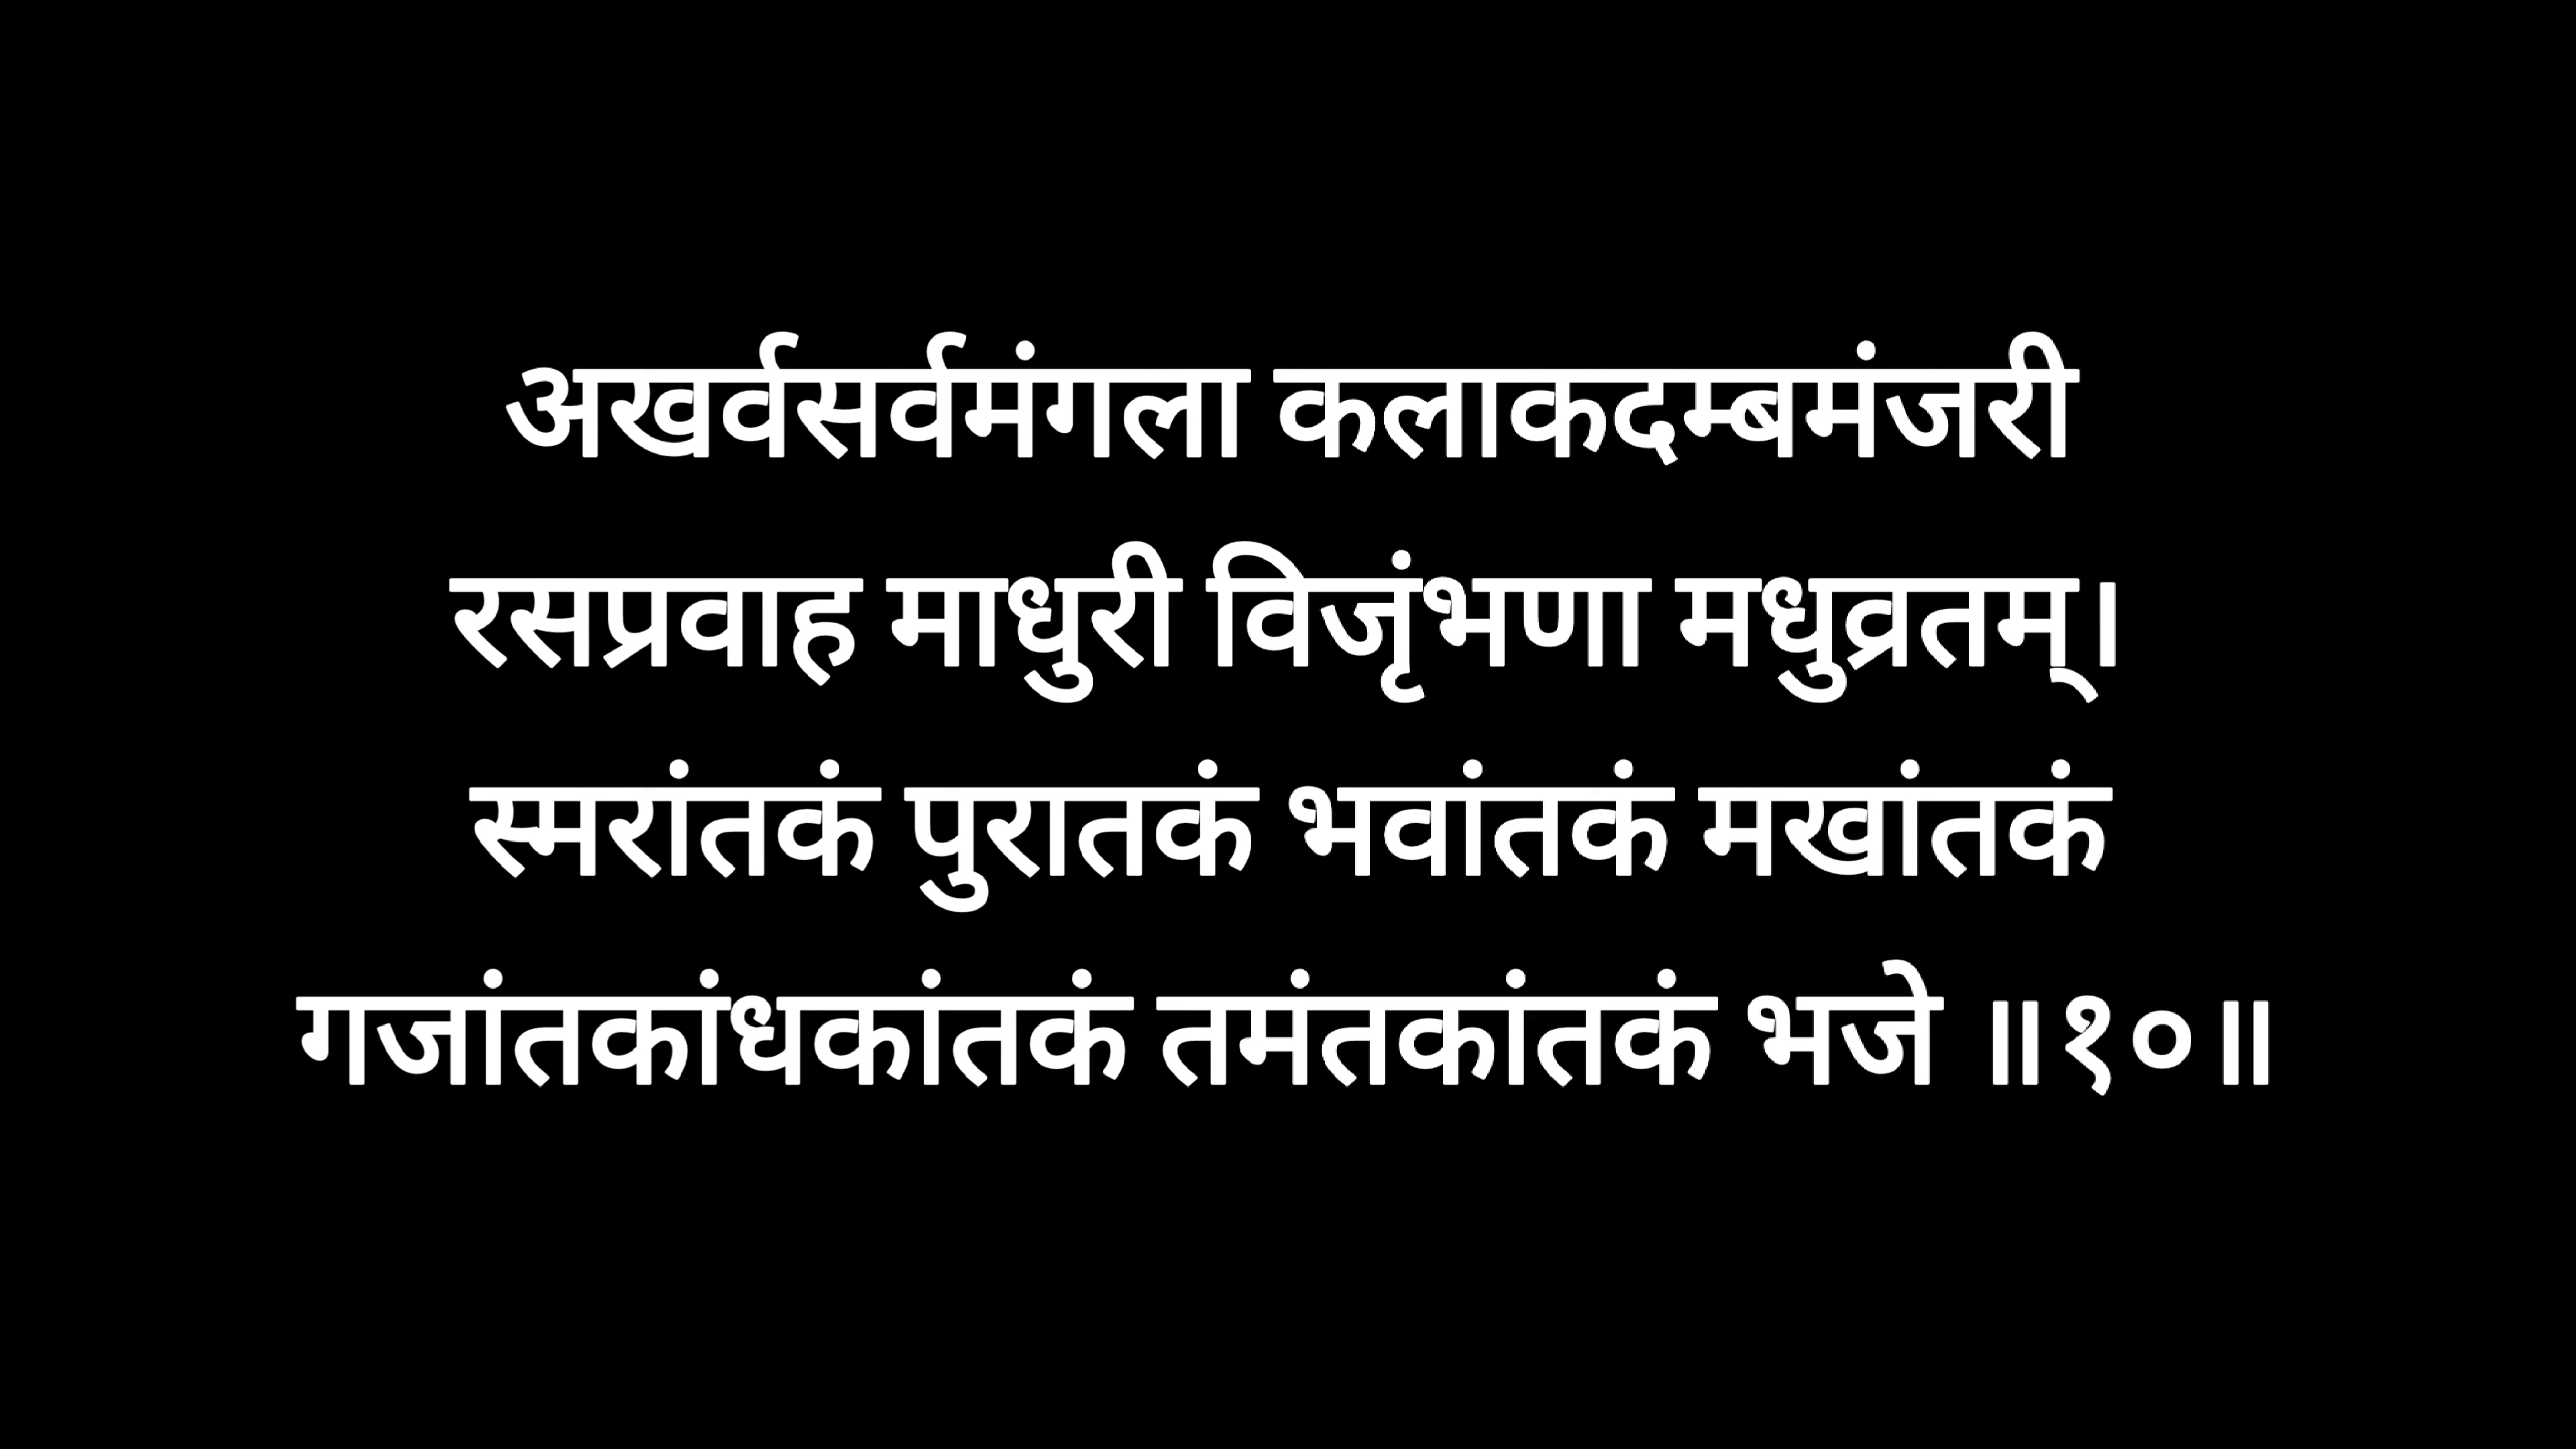 अखर्वसर्वमंगला कलाकदम्बमंजरी
रसप्रवाह माधुरी विजृंभणा मधुव्रतम्।
स्मरांतकं पुरातकं भवांतकं मखांतकं
गजांतकांधकांतकं तमंतकांतकं भजे ॥१०॥